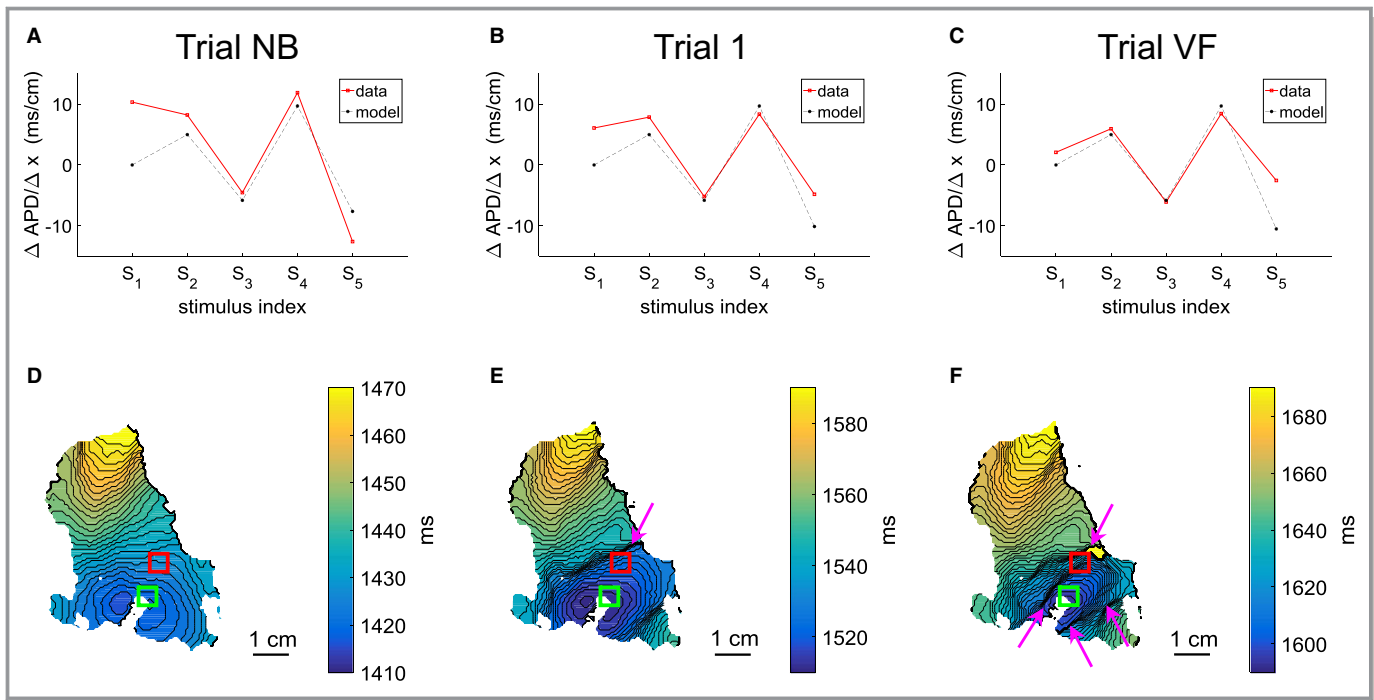 A
Trial NB
Δ APD/Δ x (ms/cm)
10
0
-10
data
model
S1 S2 S3 S4 S5
stimulus index
B
Trial 1
Δ APD/Δ x (ms/cm)
10
0
-10
data
model
S1 S2 S3 S4 S5
stimulus index
C
Trial VF
Δ APD/Δ x (ms/cm)
10
0
-10
data
model
S1 S2 S3 S4 S5
stimulus index
D
1 cm
1470
1460
1450
1440
1430
1420
1410
ms
E
1 cm
1580
1560
1540
1520
ms
F
1 cm
1680
1660
1640
1620
1600
ms